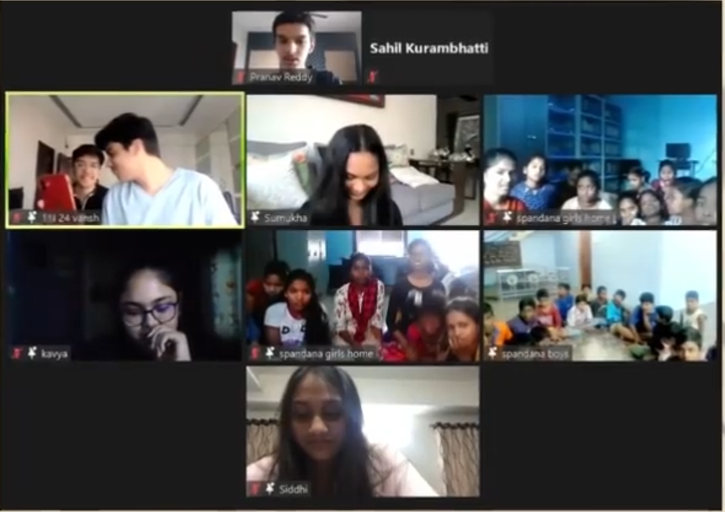 Pranav Reddy
Sahil Kurambhatti
Sumukha
spandana girls home
kavya
spandana girls home
spandana boys
Siddhi